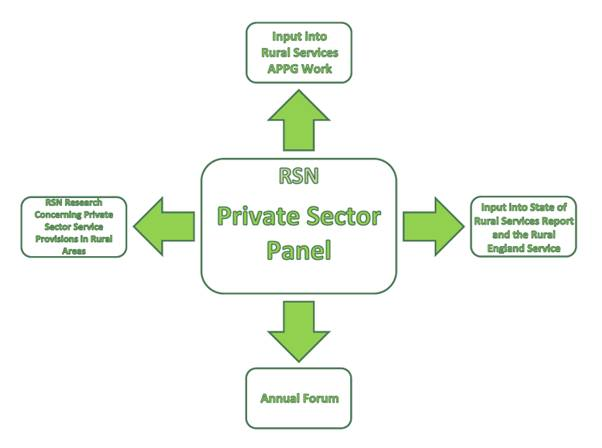 Input into
Rural Services
APPG Work
RSN
Private Sector
Panel
RSN Research
Concerning Private
Sector Service
Provisions in Rural
Areas
Input into State of
Rural Services Report
and the Rural
England Service
Annual Forum